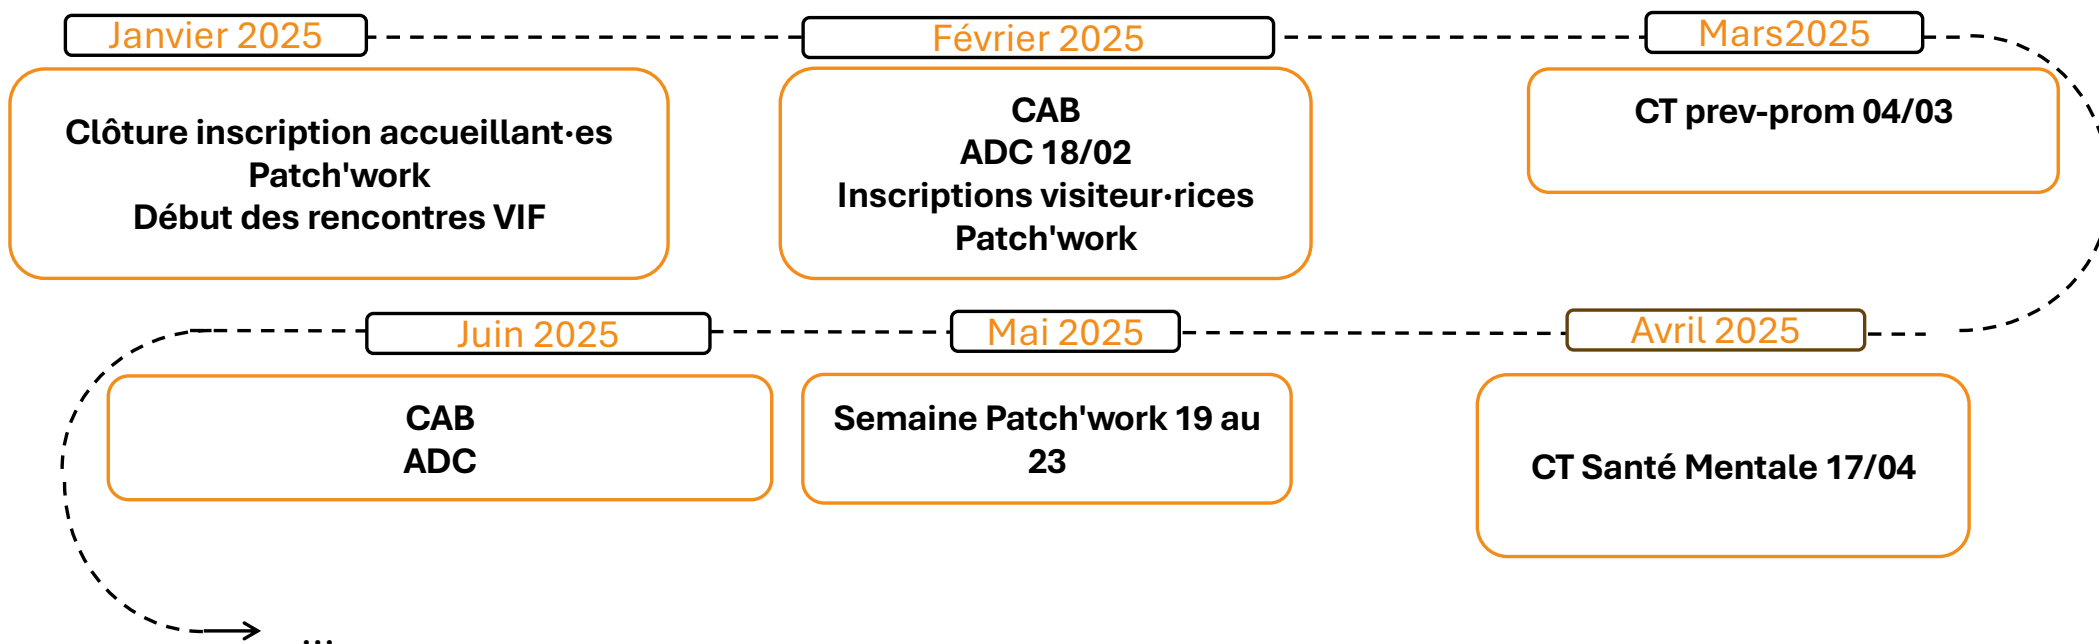 Janvier 2025
Février 2025
Mars2025
Clôture inscription accueillant·es
Patch'work
Début des rencontres VIF
CAB
ADC 18/02
Inscriptions visiteur·rices
Patch'work
CT prev-prom 04/03
Avril 2025
CT Santé Mentale 17/04
Mai 2025
Semaine Patch'work 19 au
23
Juin 2025
CAB
ADC
...